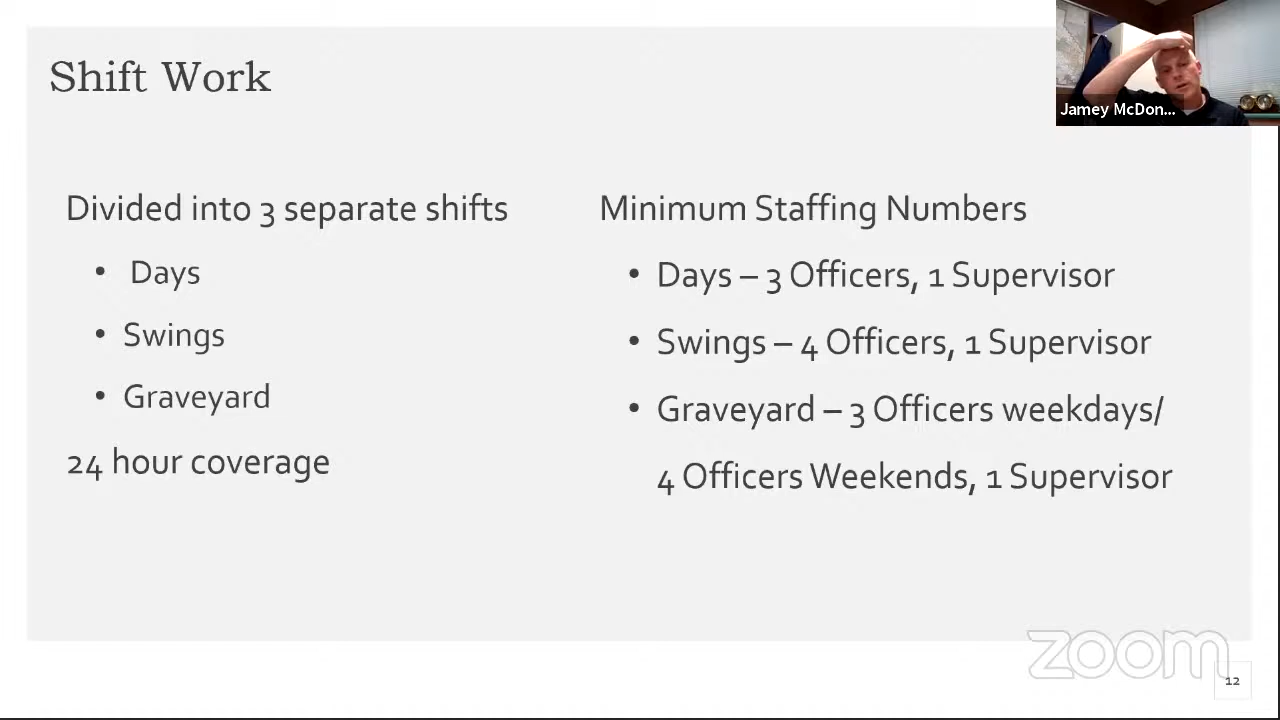 Shift Work
Jamey McDon...
Divided into 3 separate shifts
• Days
• Swings
• Graveyard
24 hour coverage
Minimum Staffing Numbers
• Days – 3 Officers, 1 Supervisor
• Swings – 4 Officers, 1 Supervisor
• Graveyard – 3 Officers weekdays/
4 Officers Weekends, 1 Supervisor
zoom
12